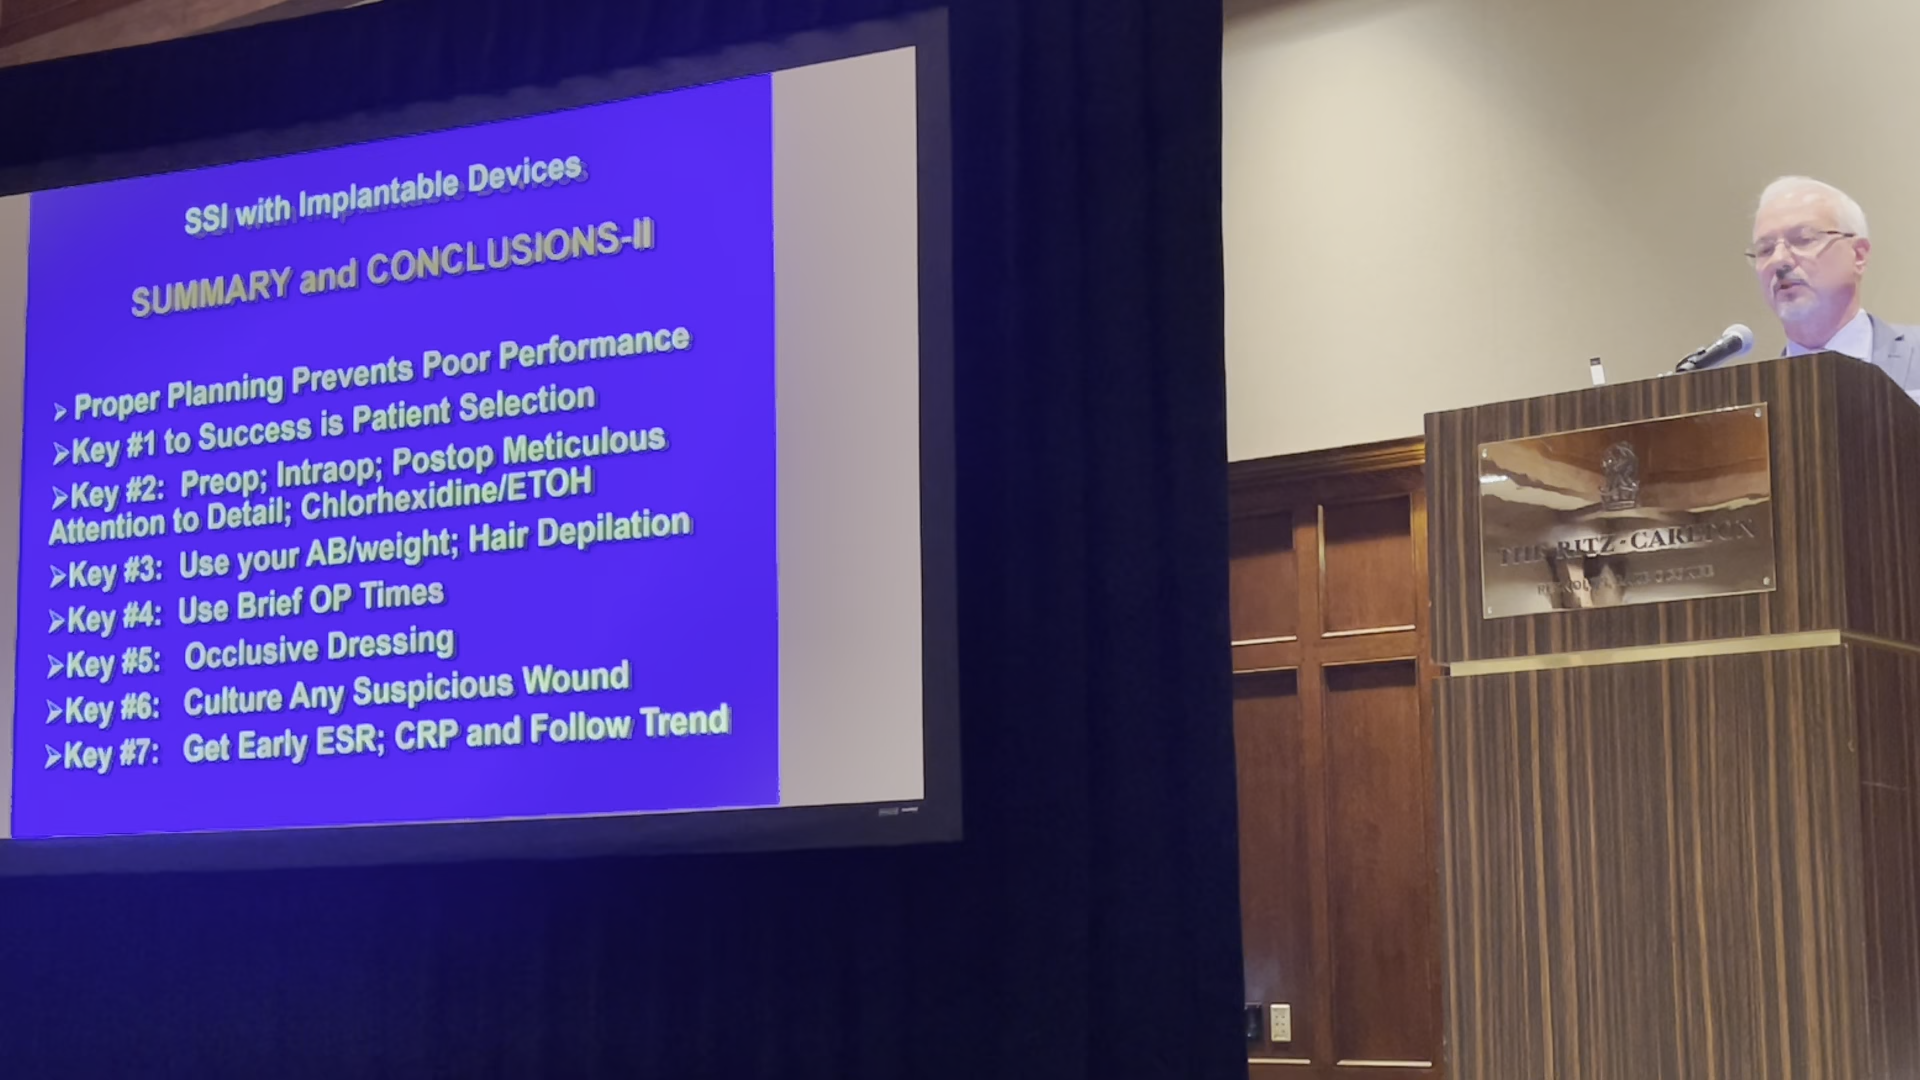 SSI with Implantable Devices
SUMMARY and CONCLUSIONS-II
➢ Proper Planning Prevents Poor Performance
➢Key #1 to Success is Patient Selection
➢Key #2: Preop; Intraop; Postop Meticulous
Attention to Detail; Chlorhexidine/ETOH
➢Key #3: Use your AB/weight; Hair Depilation
➢Key #4: Use Brief OP Times
➢Key #5: Occlusive Dressing
➢Key #6: Culture Any Suspicious Wound
➢Key #7: Get Early ESR; CRP and Follow Trend
THE RITZ-CARLTON